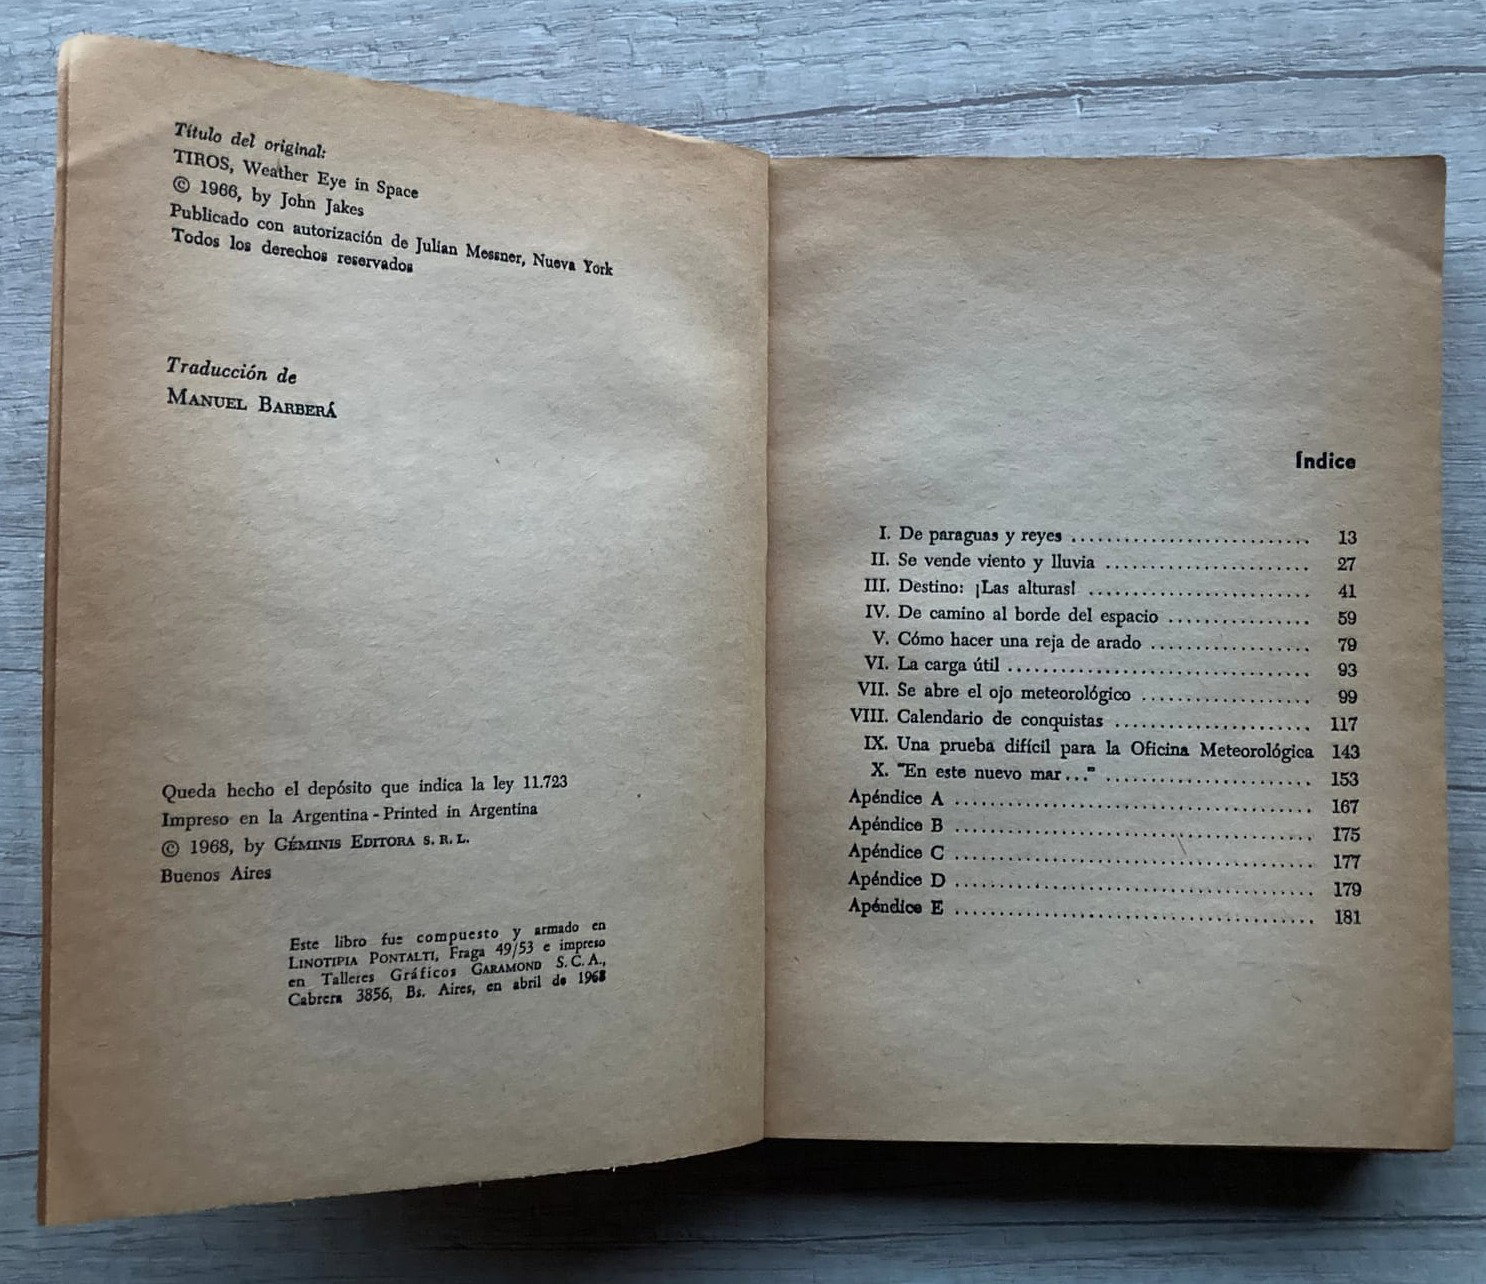 Título del original:
TIROS, Weather Eye in Space
© 1966, by John Jakes
Publicado con autorización de Julian Messner, Nueva York
Todos los derechos reservados
Traducción de
MANUEL BARBERÁ
Queda hecho el depósito que indica la ley 11.723
Impreso en la Argentina - Printed in Argentina
© 1968, by GÉMINIS EDITORA S. R. L.
Buenos Aires
Este libro fue compuesto y armado en
LINOTIPIA PONTALTI, Fraga 49/53 e impreso
en Talleres Gráficos GARAMOND S. C. A.,
Cabrera 3856, Bs. Aires, en abril de 1968
Índice
I. De paraguas y reyes ........................... 13
II. Se vende viento y lluvia ....................... 27
III. Destino: ¡Las alturas! ......................... 41
IV. De camino al borde del espacio ................ 59
V. Cómo hacer una reja de arado .................. 79
VI. La carga útil .................................. 93
VII. Se abre el ojo meteorológico ................... 99
VIII. Calendario de conquistas ...................... 117
IX. Una prueba difícil para la Oficina Meteorológica 143
X. "En este nuevo mar..." ....................... 153
Apéndice A ........................................ 167
Apéndice B ........................................ 175
Apéndice C ........................................ 177
Apéndice D ........................................ 179
Apéndice E ........................................ 181